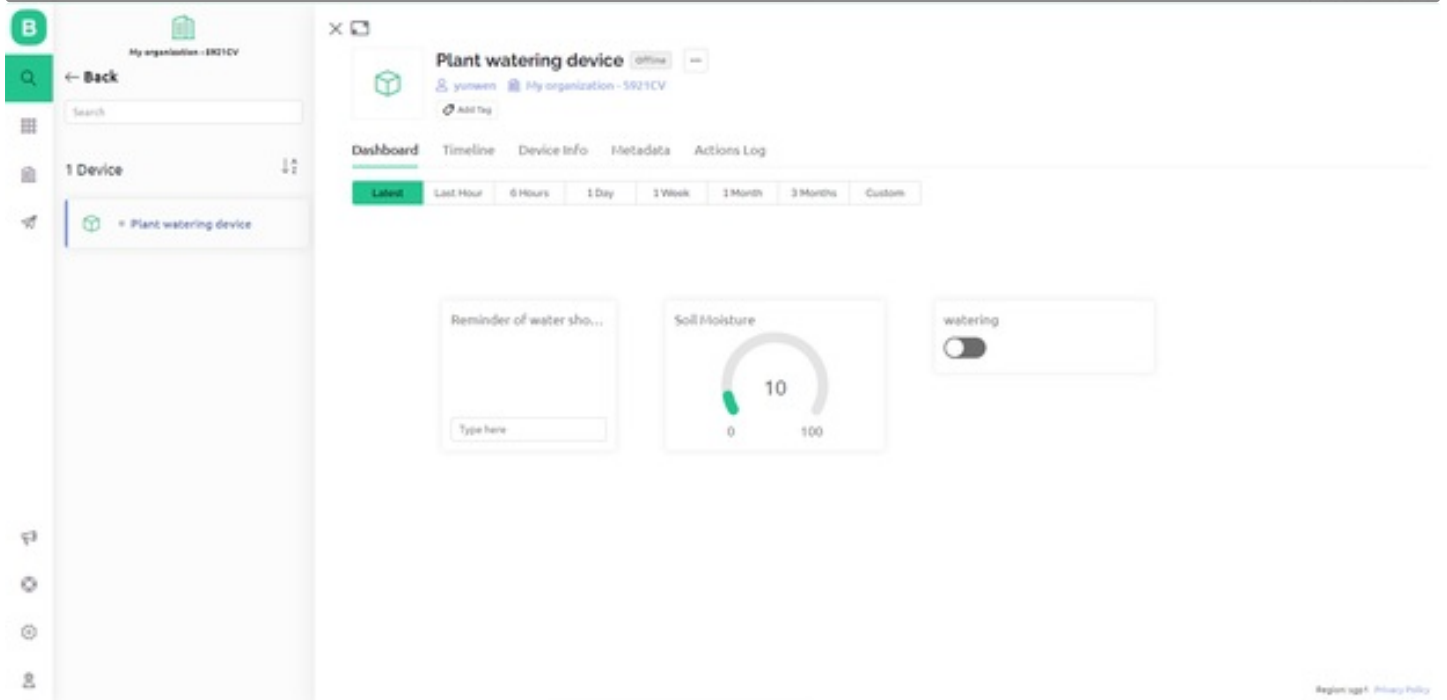 B
My organization - 5921CV
← Back
Search
1 Device
Plant watering device
Plant watering device Offline ...
yunwen My organization - 5921CV
Add Tag
Dashboard Timeline Device Info Metadata Actions Log
Latest Last Hour 6 Hours 1 Day 1 Week 1 Month 3 Months Custom
Reminder of water sho...
Type here
Soil Moisture
10
0 100
watering
Region: Privacy Policy